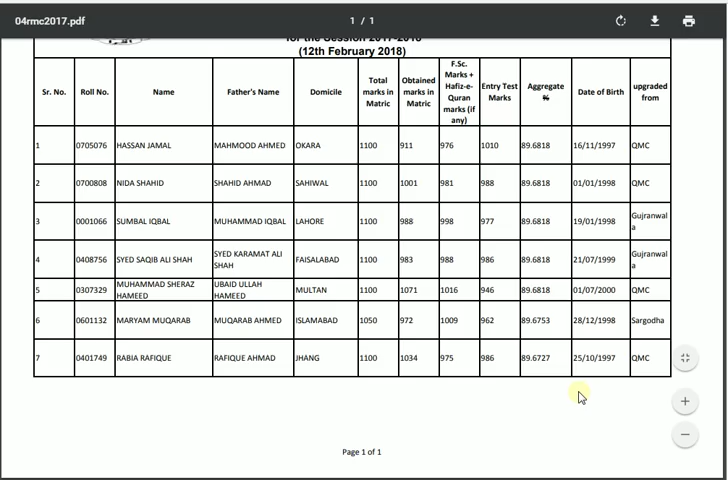 04rmc2017.pdf
1 / 1
for the Session 2017-2018
(12th February 2018)
Sr. No. Roll No. Name Father's Name Domicile Total marks in Matric Obtained marks in Matric F.Sc. Marks + Hafiz-e-Quran marks (if any) Entry Test Marks Aggregate % Date of Birth upgraded from
1 0705076 HASSAN JAMAL MAHMOOD AHMED OKARA 1100 911 976 1010 89.6818 16/11/1997 QMC
2 0700808 NIDA SHAHID SHAHID AHMAD SAHIWAL 1100 1001 981 988 89.6818 01/01/1998 QMC
3 0001066 SUMBAL IQBAL MUHAMMAD IQBAL LAHORE 1100 988 998 977 89.6818 19/01/1998 Gujranwala
4 0408756 SYED SAQIB ALI SHAH SYED KARAMAT ALI SHAH FAISALABAD 1100 983 988 986 89.6818 21/07/1999 Gujranwala
5 0307329 MUHAMMAD SHERAZ HAMEED UBAID ULLAH HAMEED MULTAN 1100 1071 1016 946 89.6818 01/07/2000 QMC
6 0601132 MARYAM MUQARAB MUQARAB AHMED ISLAMABAD 1050 972 1009 962 89.6753 28/12/1998 Sargodha
7 0401749 RABIA RAFIQUE RAFIQUE AHMAD JHANG 1100 1034 975 986 89.6727 25/10/1997 QMC
Page 1 of 1